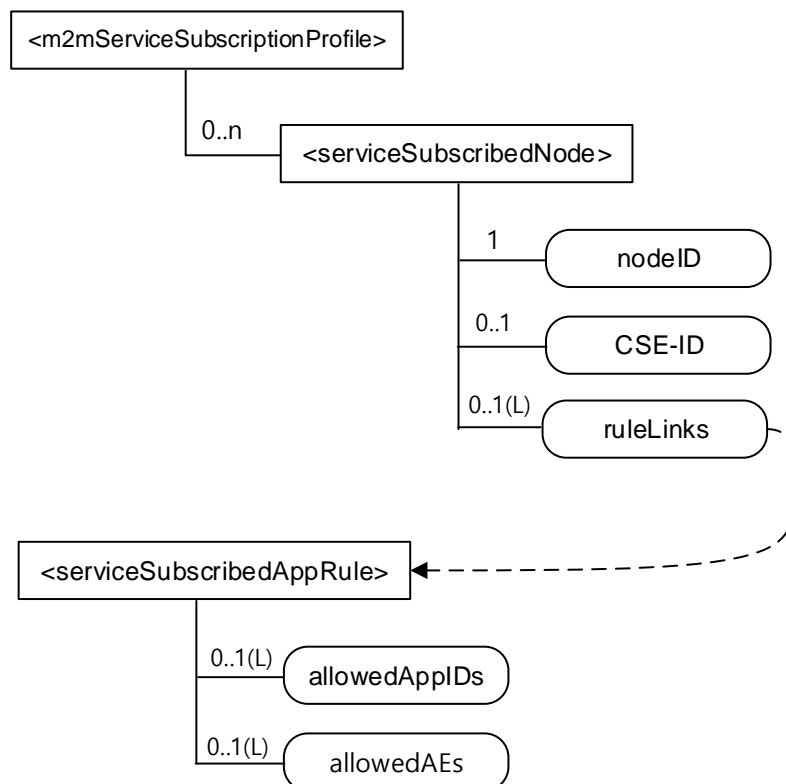 <m2mServiceSubscriptionProfile>
0..n
<serviceSubscribedNode>
1
nodeID
0..1
CSE-ID
0..1(L)
ruleLinks
<serviceSubscribedAppRule>
0..1(L)
allowedAppIDs
0..1(L)
allowedAEs